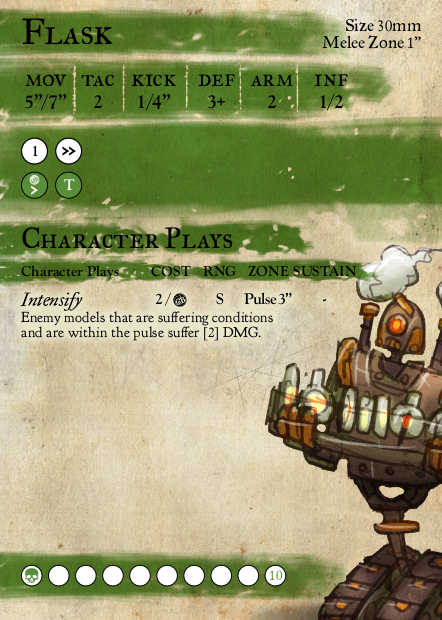 Flask
Size 30mm
Melee Zone 1”
MOV TAC KICK DEF ARM INF
5”/7” 2 1/4” 3+ 2 1/2
1 >>
T
Character Plays
Character Plays COST RNG ZONE SUSTAIN
Intensify 2/ S Pulse 3” -
Enemy models that are suffering conditions
and are within the pulse suffer [2] DMG.
10